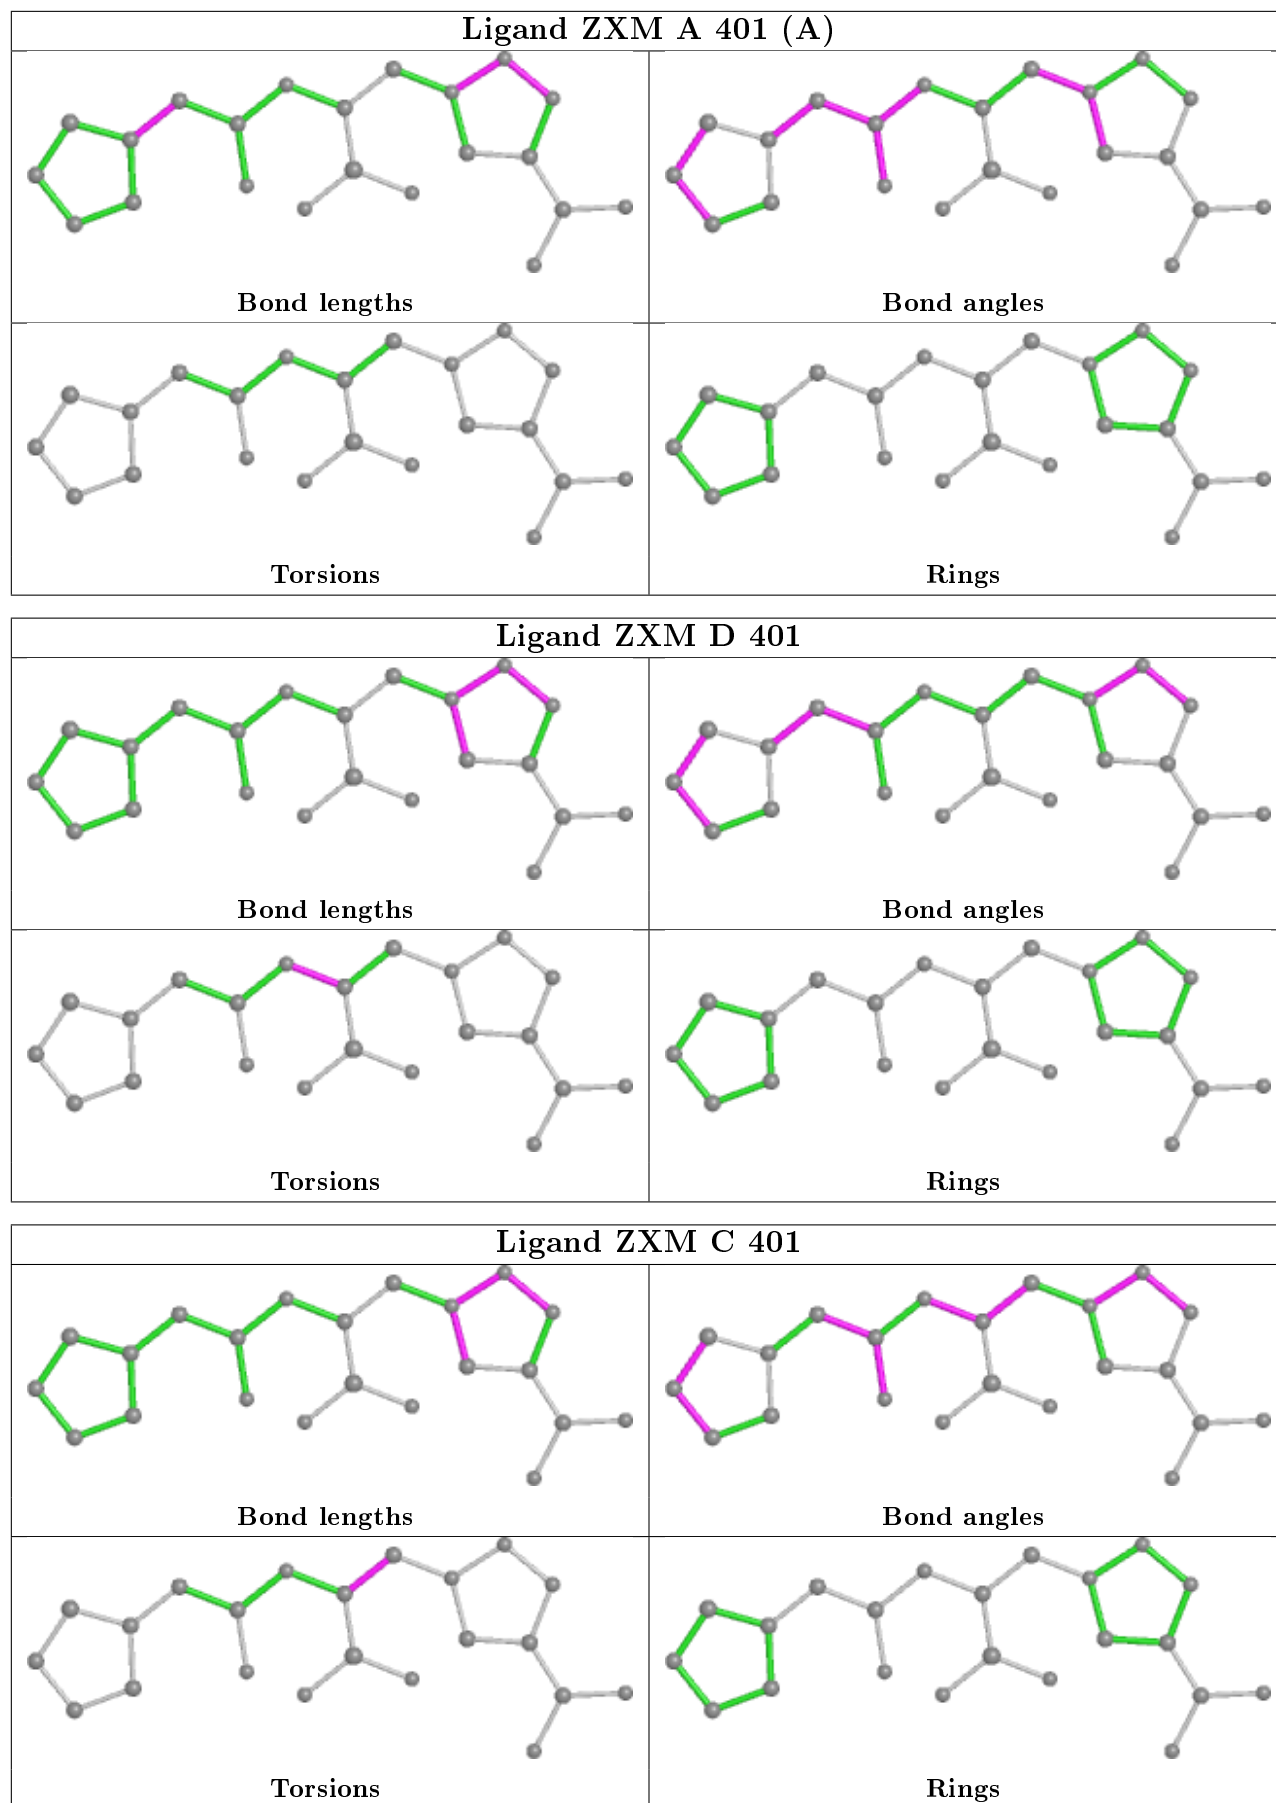 Ligand ZXM A 401 (A)
Bond lengths
Bond angles
Torsions
Rings
Ligand ZXM D 401
Bond lengths
Bond angles
Torsions
Rings
Ligand ZXM C 401
Bond lengths
Bond angles
Torsions
Rings